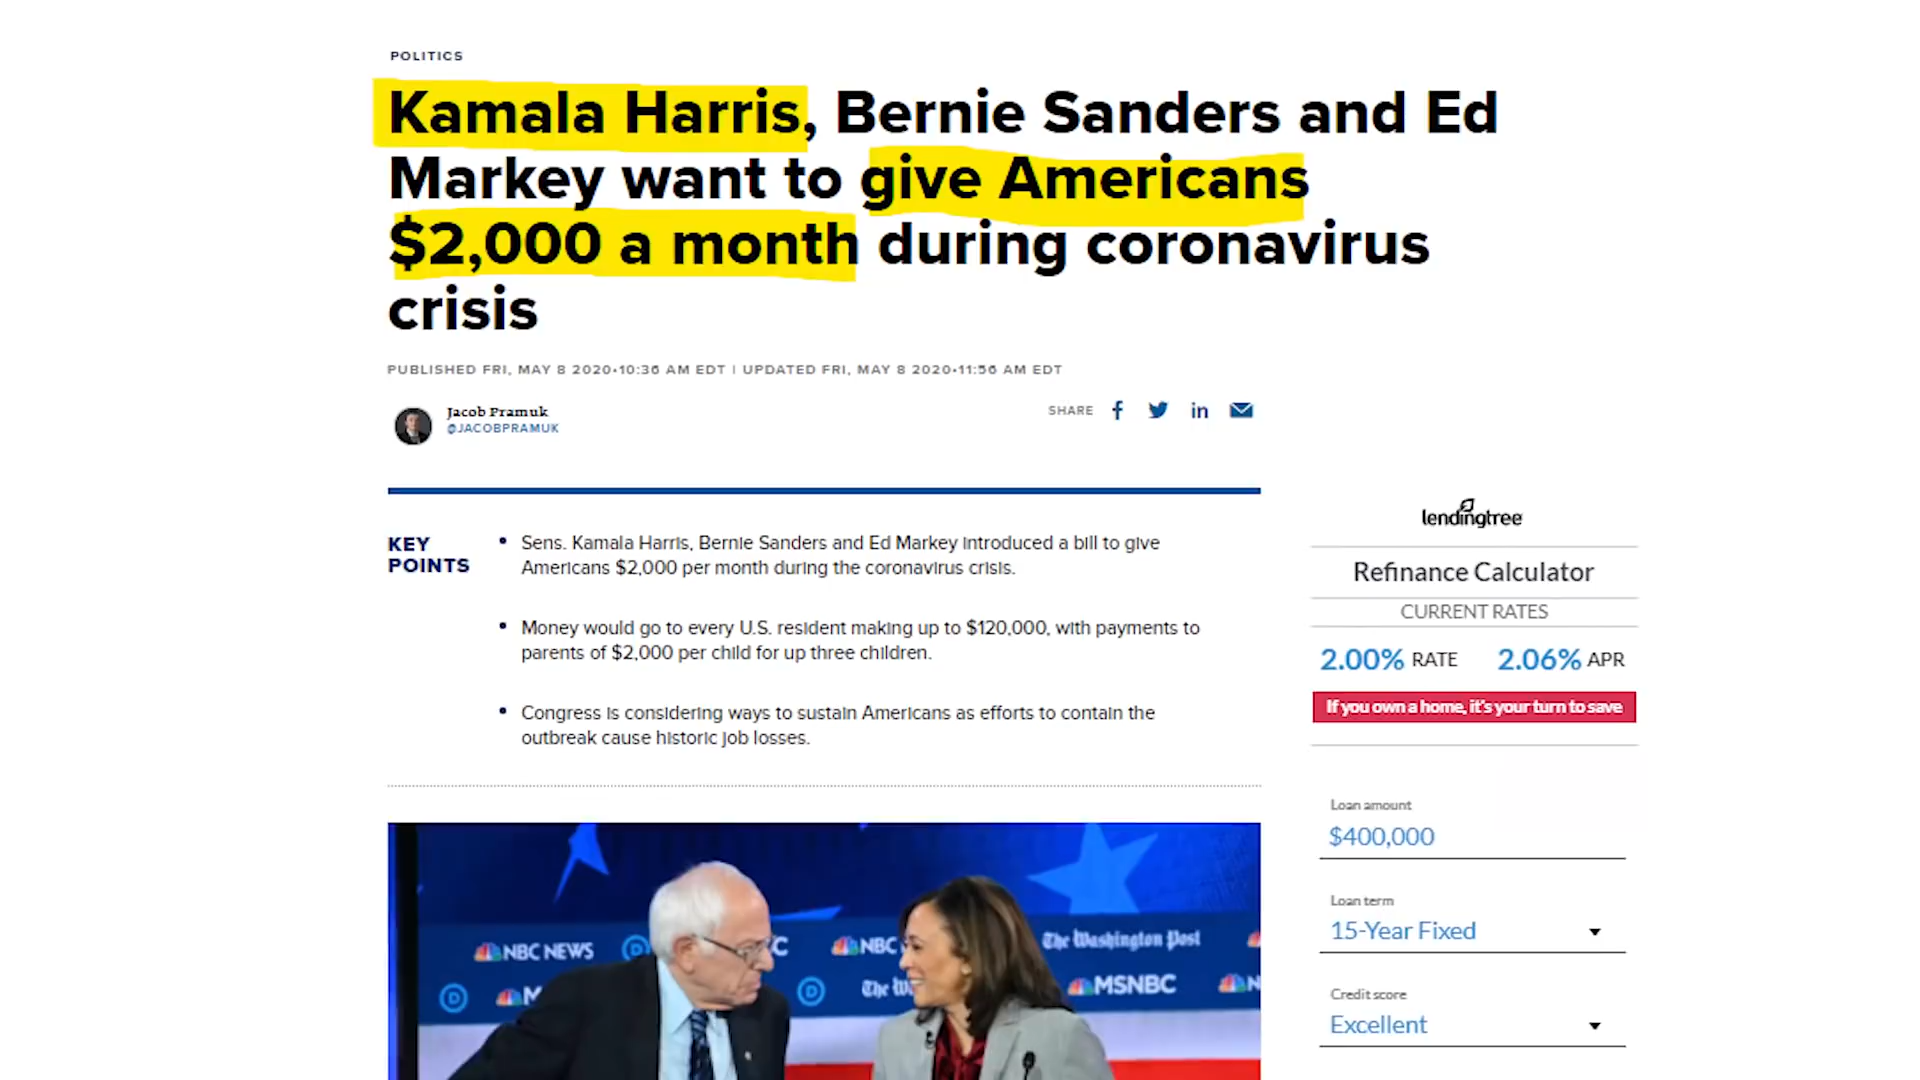 POLITICS
Kamala Harris, Bernie Sanders and Ed
Markey want to give Americans
$2,000 a month during coronavirus
crisis
PUBLISHED FRI, MAY 8 2020•10:36 AM EDT | UPDATED FRI, MAY 8 2020•11:56 AM EDT
Jacob Pramuk
@JACOBPRAMUK
SHARE
KEY
POINTS
• Sens. Kamala Harris, Bernie Sanders and Ed Markey introduced a bill to give
Americans $2,000 per month during the coronavirus crisis.
• Money would go to every U.S. resident making up to $120,000, with payments to
parents of $2,000 per child for up three children.
• Congress is considering ways to sustain Americans as efforts to contain the
outbreak cause historic job losses.
lendingtree
Refinance Calculator
CURRENT RATES
2.00% RATE 2.06% APR
If you own a home, it's your turn to save
Loan amount
$400,000
Loan term
15-Year Fixed
Credit score
Excellent
NBC NEWS
NBC
The Washington Post
MSNBC